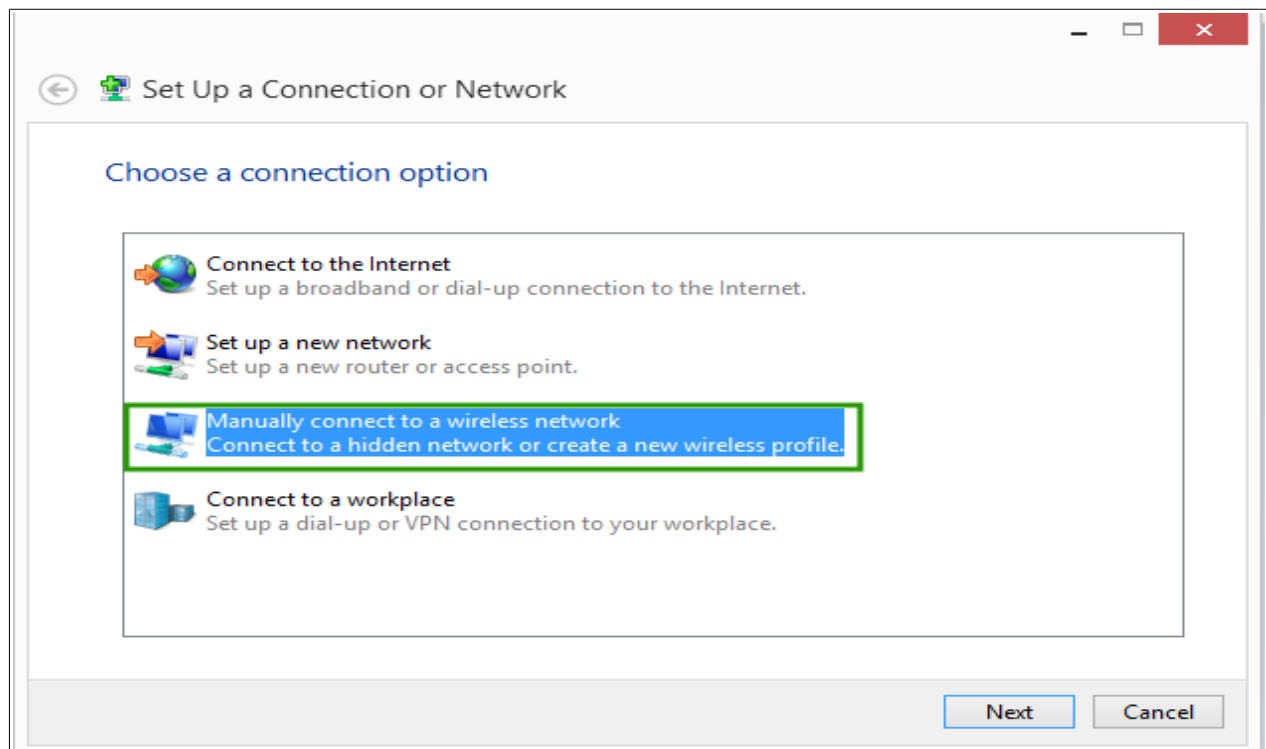 Set Up a Connection or Network
Choose a connection option
Connect to the Internet
Set up a broadband or dial-up connection to the Internet.
Set up a new network
Set up a new router or access point.
Manually connect to a wireless network
Connect to a hidden network or create a new wireless profile.
Connect to a workplace
Set up a dial-up or VPN connection to your workplace.
Next Cancel